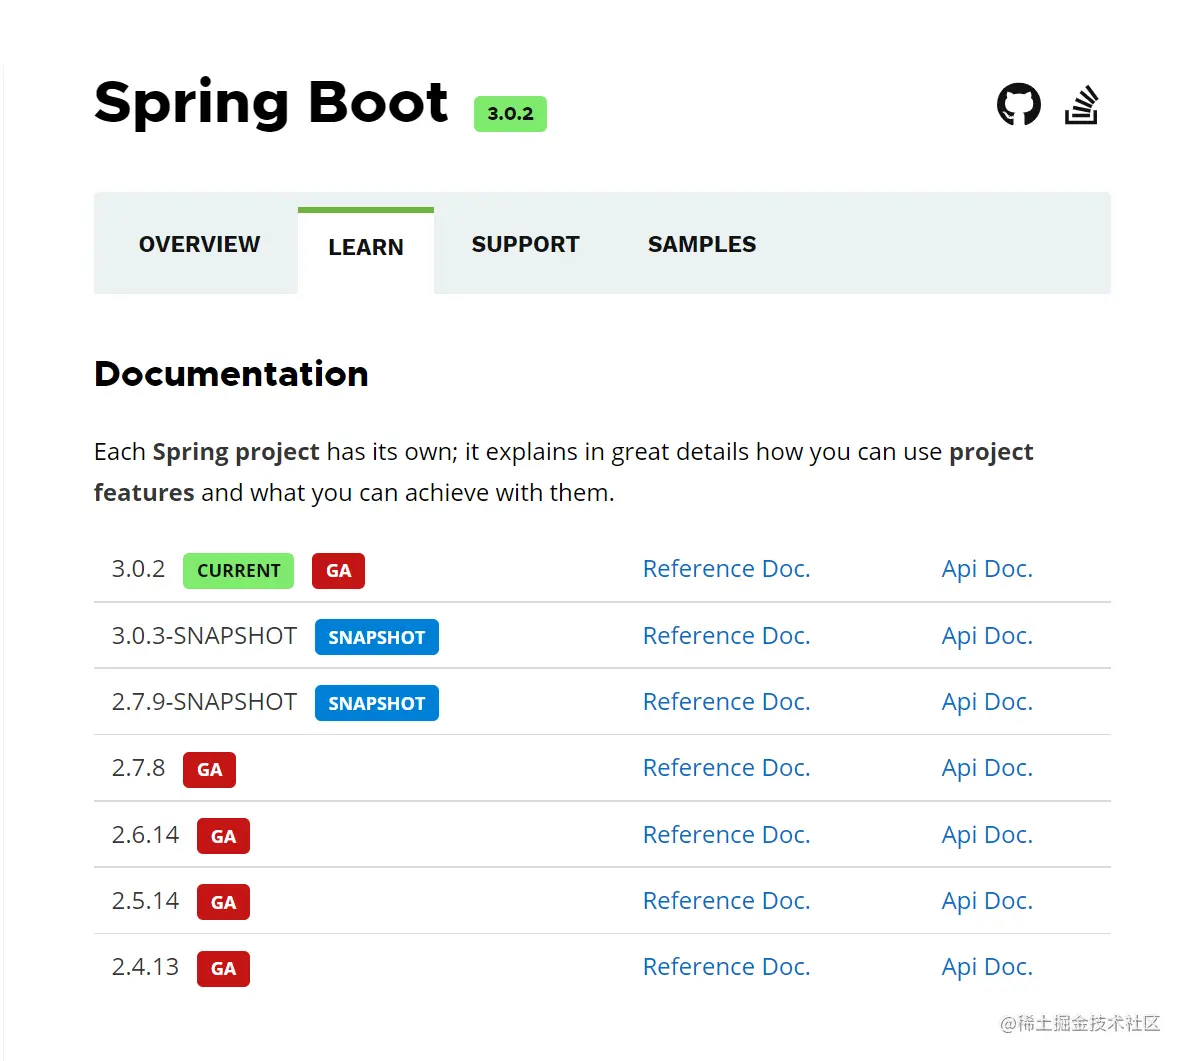 Spring Boot 3.0.2
OVERVIEW LEARN SUPPORT SAMPLES
Documentation
Each Spring project has its own; it explains in great details how you can use project
features and what you can achieve with them.
3.0.2 CURRENT GA Reference Doc. Api Doc.
3.0.3-SNAPSHOT SNAPSHOT Reference Doc. Api Doc.
2.7.9-SNAPSHOT SNAPSHOT Reference Doc. Api Doc.
2.7.8 GA Reference Doc. Api Doc.
2.6.14 GA Reference Doc. Api Doc.
2.5.14 GA Reference Doc. Api Doc.
2.4.13 GA Reference Doc. Api Doc.
@稀土掘金技术社区